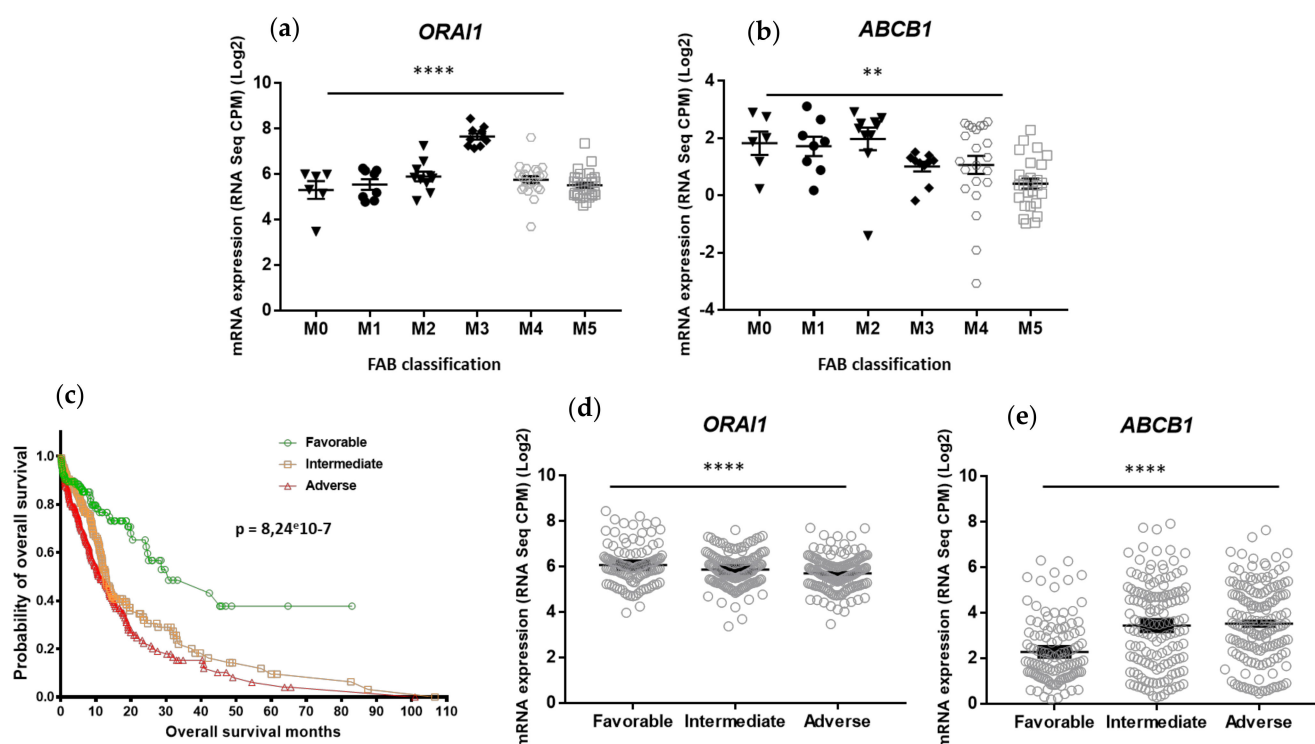 (a)
ORAI1
mRNA expression (RNA Seq CPM) (Log2)
****
10
8
6
4
2
0
M0 M1 M2 M3 M4 M5
FAB classification
(b)
ABCB1
mRNA expression (RNA Seq CPM) (Log2)
**
4
2
0
-2
-4
M0 M1 M2 M3 M4 M5
FAB classification
(c)
Probability of overall survival
1.0
0.8
0.6
0.4
0.2
0.0
Favorable
Intermediate
Adverse
p = 8,24e10-7
0 10 20 30 40 50 60 70 80 90 100 110
Overall survival months
(d)
ORAI1
mRNA expression (RNA Seq CPM) (Log2)
****
10
8
6
4
2
0
Favorable Intermediate Adverse
(e)
ABCB1
mRNA expression (RNA Seq CPM) (Log2)
****
10
8
6
4
2
0
Favorable Intermediate Adverse